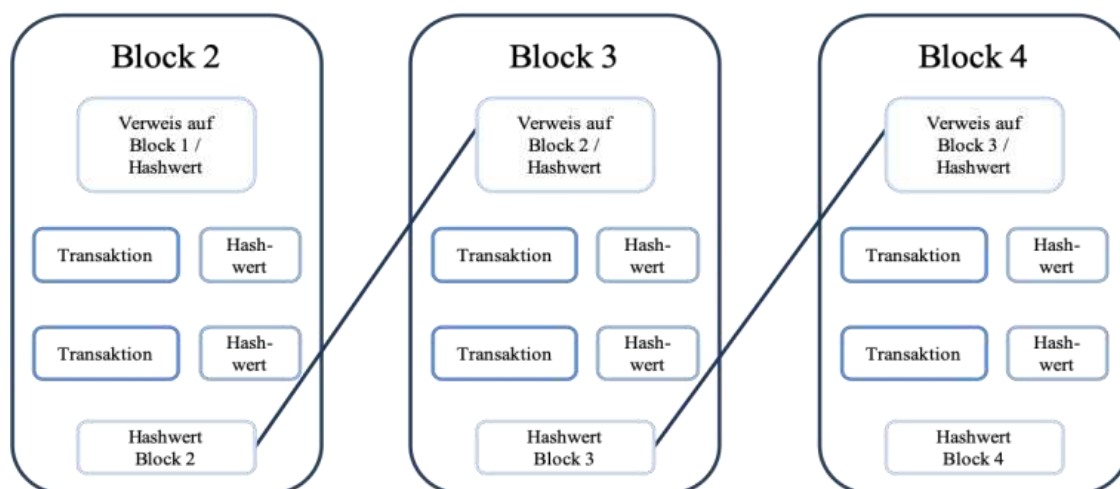 Block 2
Verweis auf
Block 1 /
Hashwert
Transaktion
Hash-
wert
Transaktion
Hash-
wert
Hashwert
Block 2
Block 3
Verweis auf
Block 2 /
Hashwert
Transaktion
Hash-
wert
Transaktion
Hash-
wert
Hashwert
Block 3
Block 4
Verweis auf
Block 3 /
Hashwert
Transaktion
Hash-
wert
Transaktion
Hash-
wert
Hashwert
Block 4